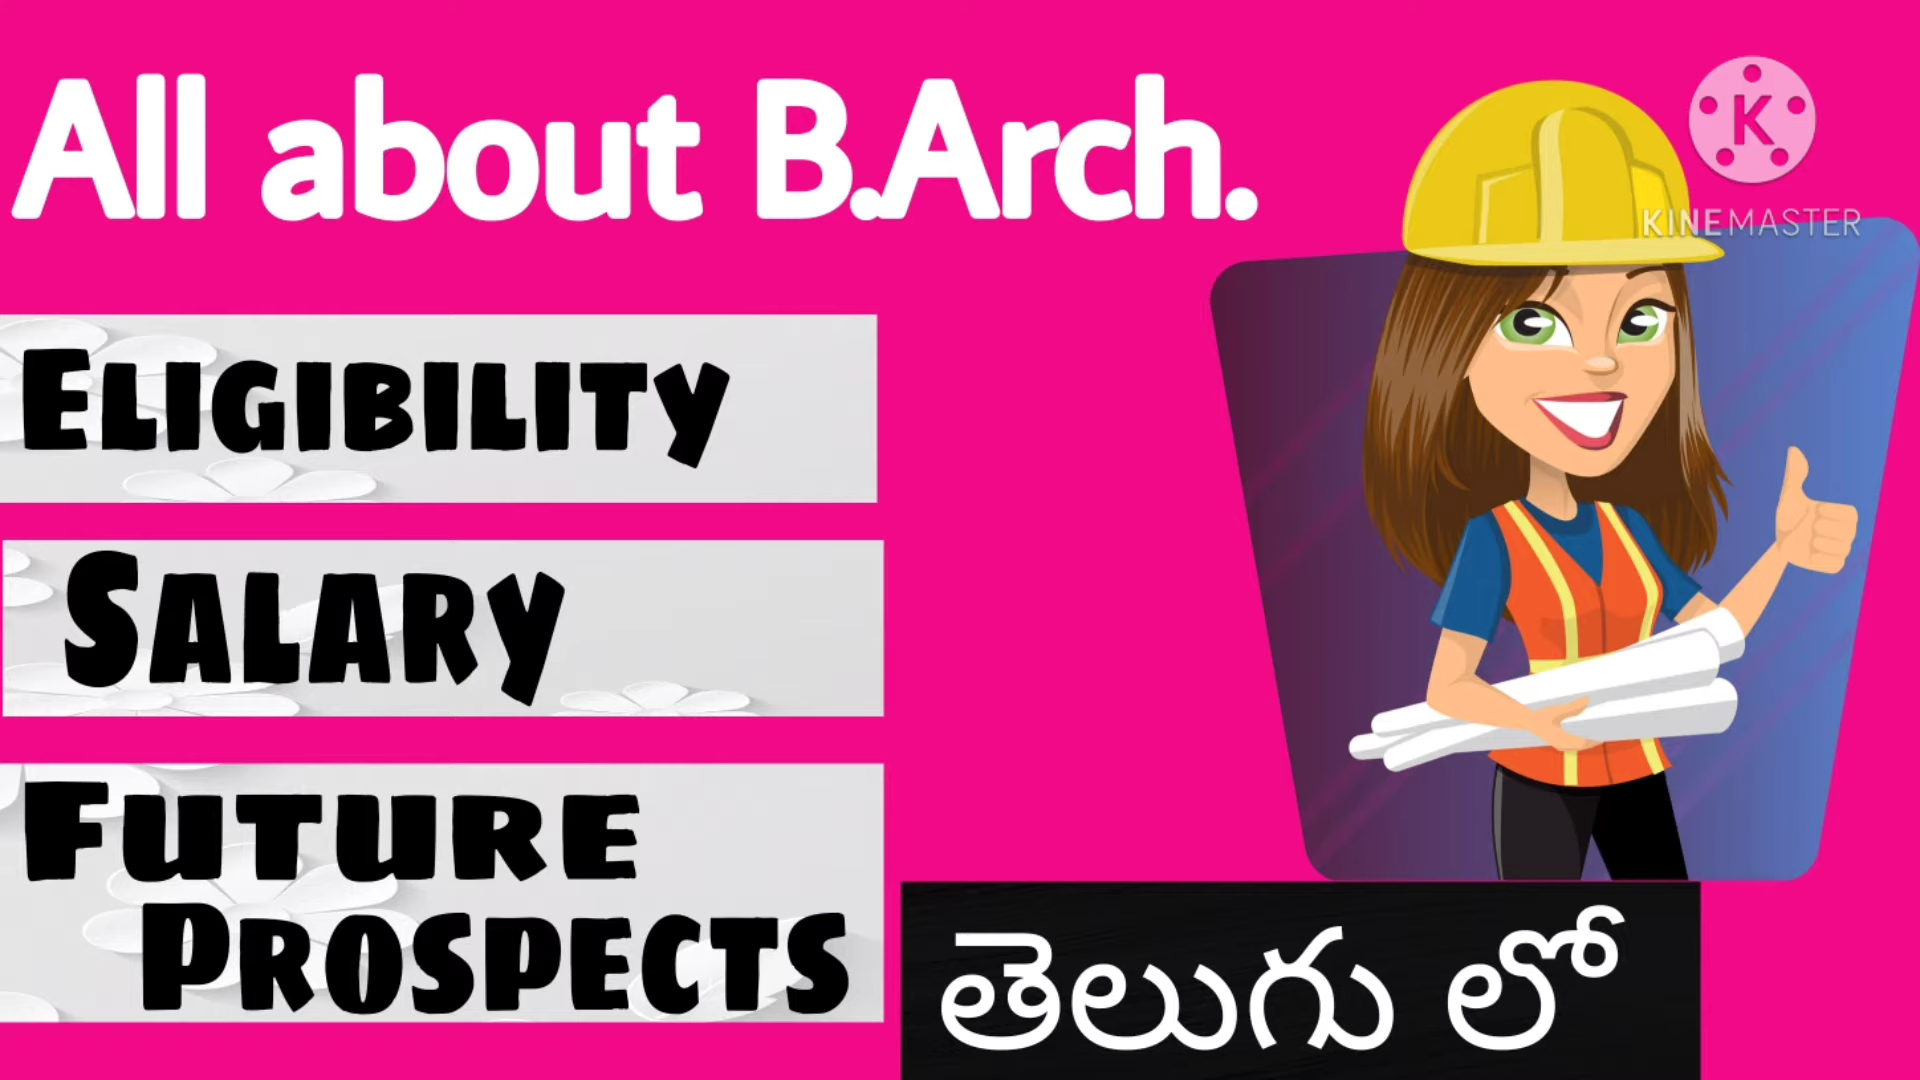 All about B.Arch.
K
KINEMASTER
ELIGIBILITY
SALARY
FUTURE
PROSPECTS
తెలుగు లో